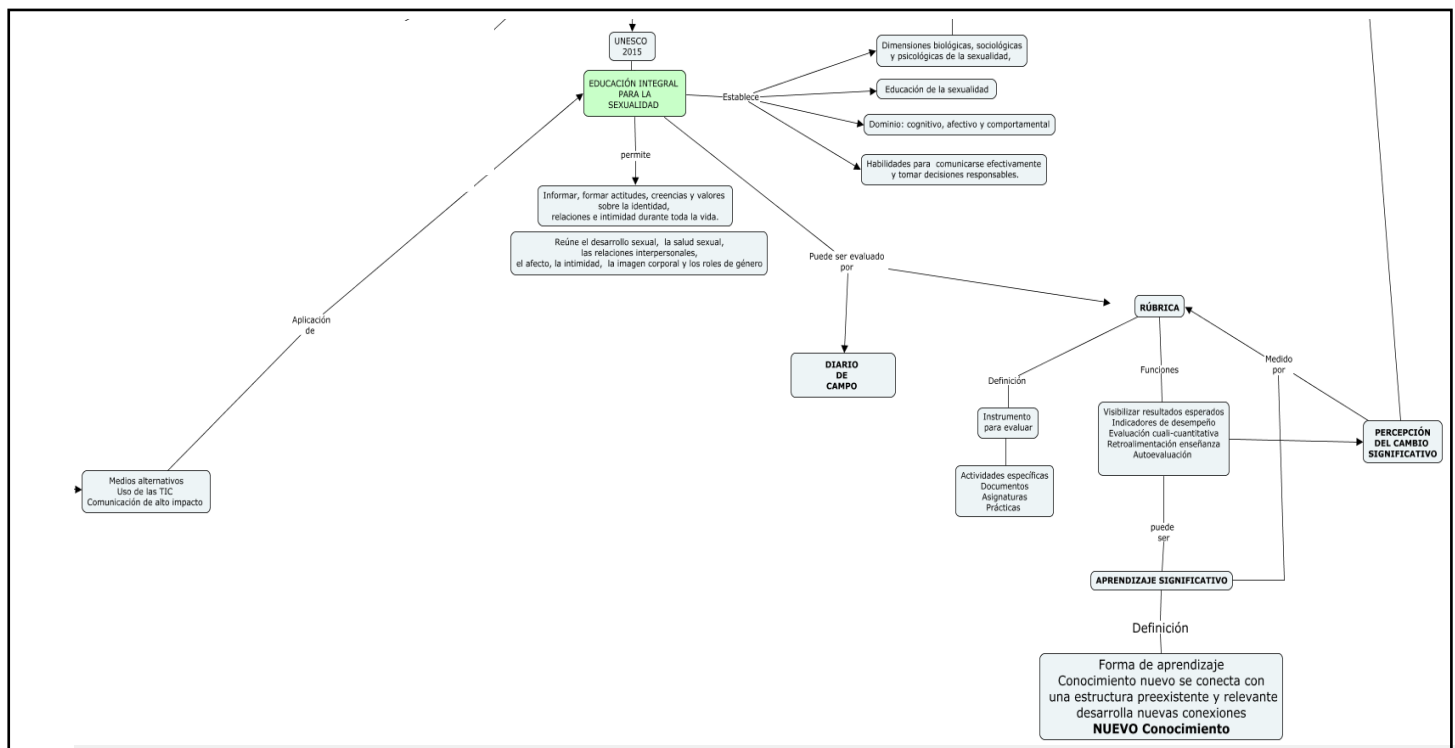 UNESCO
2015
EDUCACIÓN INTEGRAL
PARA LA
SEXUALIDAD
Establece
Dimensiones biológicas, sociológicas
y psicológicas de la sexualidad,
Educación de la sexualidad
Dominio: cognitivo, afectivo y comportamental
Habilidades para comunicarse efectivamente
y tomar decisiones responsables.
permite
Informar, formar actitudes, creencias y valores
sobre la identidad,
relaciones e intimidad durante toda la vida.
Reúne el desarrollo sexual, la salud sexual,
las relaciones interpersonales,
el afecto, la intimidad, la imagen corporal y los roles de género
Puede ser evaluado
por
Aplicación
de
Medios alternativos
Uso de las TIC
Comunicación de alto impacto
DIARIO
DE
CAMPO
RÚBRICA
Definición
Instrumento
para evaluar
Actividades específicas
Documentos
Asignaturas
Prácticas
Funciones
Visibilizar resultados esperados
Indicadores de desempeño
Evaluación cuali-cuantitativa
Retroalimentación enseñanza
Autoevaluación
Medido
por
PERCEPCIÓN
DEL CAMBIO
SIGNIFICATIVO
puede
ser
APRENDIZAJE SIGNIFICATIVO
Definición
Forma de aprendizaje
Conocimiento nuevo se conecta con
una estructura preexistente y relevante
desarrolla nuevas conexiones
NUEVO Conocimiento